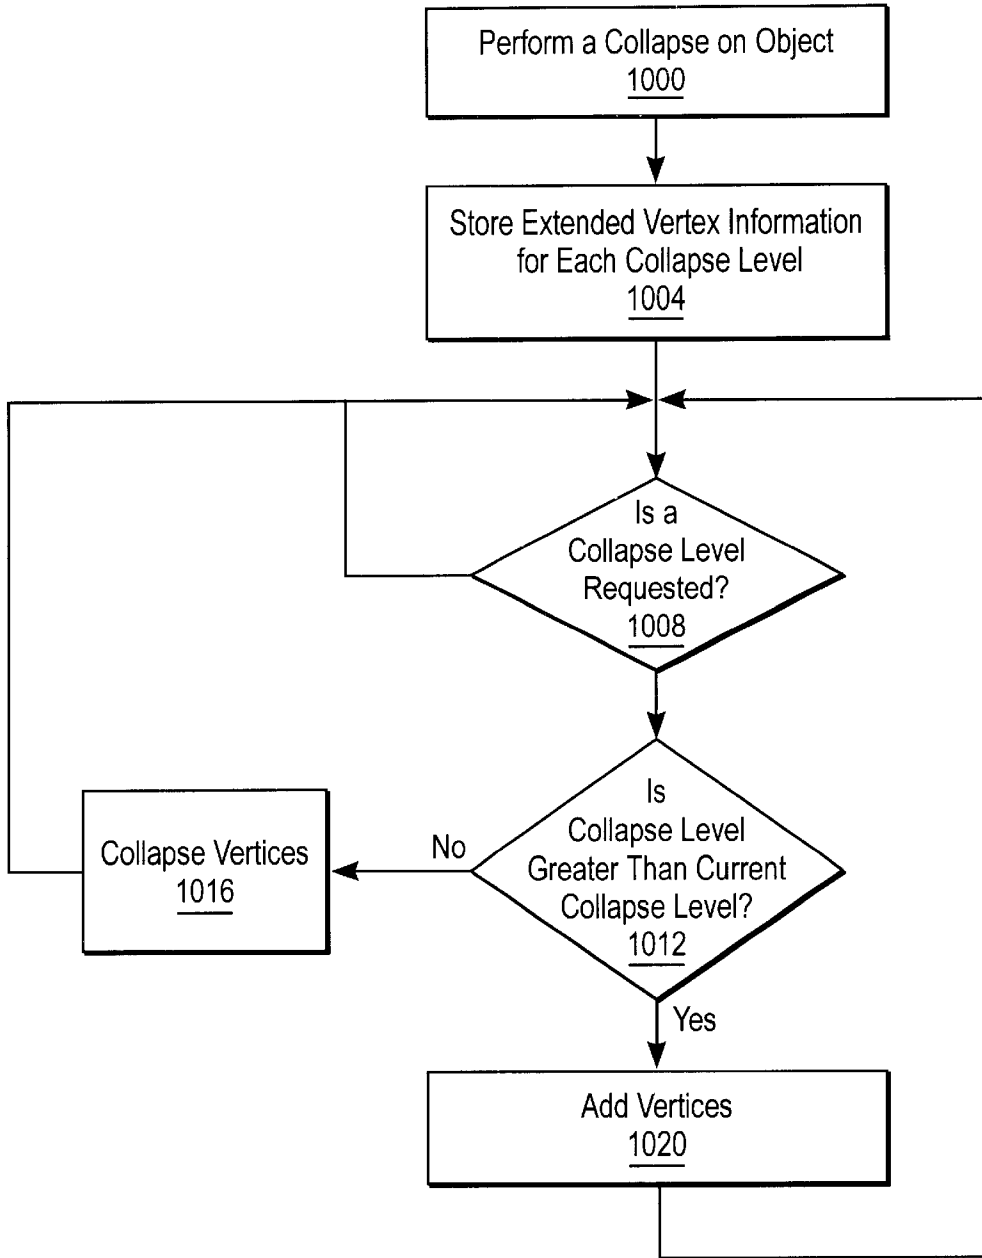 Perform a Collapse on Object
1000
Store Extended Vertex Information
for Each Collapse Level
1004
Is a
Collapse Level
Requested?
1008
Is
Collapse Level
Greater Than Current
Collapse Level?
1012
No
Collapse Vertices
1016
Yes
Add Vertices
1020